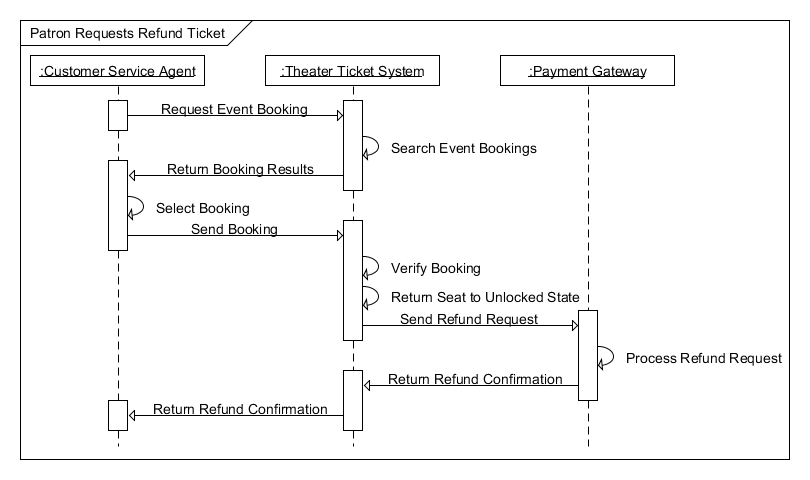 Patron Requests Refund Ticket
:Customer Service Agent
:Theater Ticket System
:Payment Gateway
Request Event Booking
Search Event Bookings
Return Booking Results
Select Booking
Send Booking
Verify Booking
Return Seat to Unlocked State
Send Refund Request
Process Refund Request
Return Refund Confirmation
Return Refund Confirmation